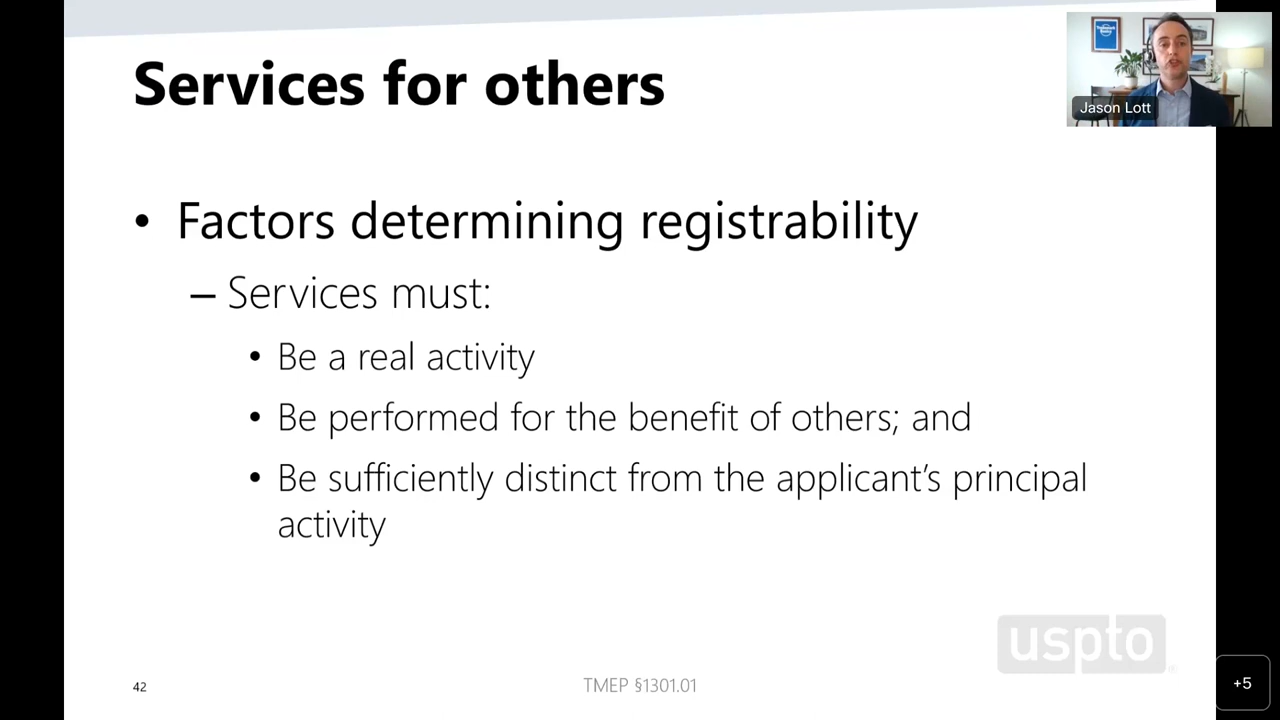 Services for others
Jason Lott
• Factors determining registrability
– Services must:
• Be a real activity
• Be performed for the benefit of others; and
• Be sufficiently distinct from the applicant’s principal
activity
uspto
42
TMEP §1301.01
+5